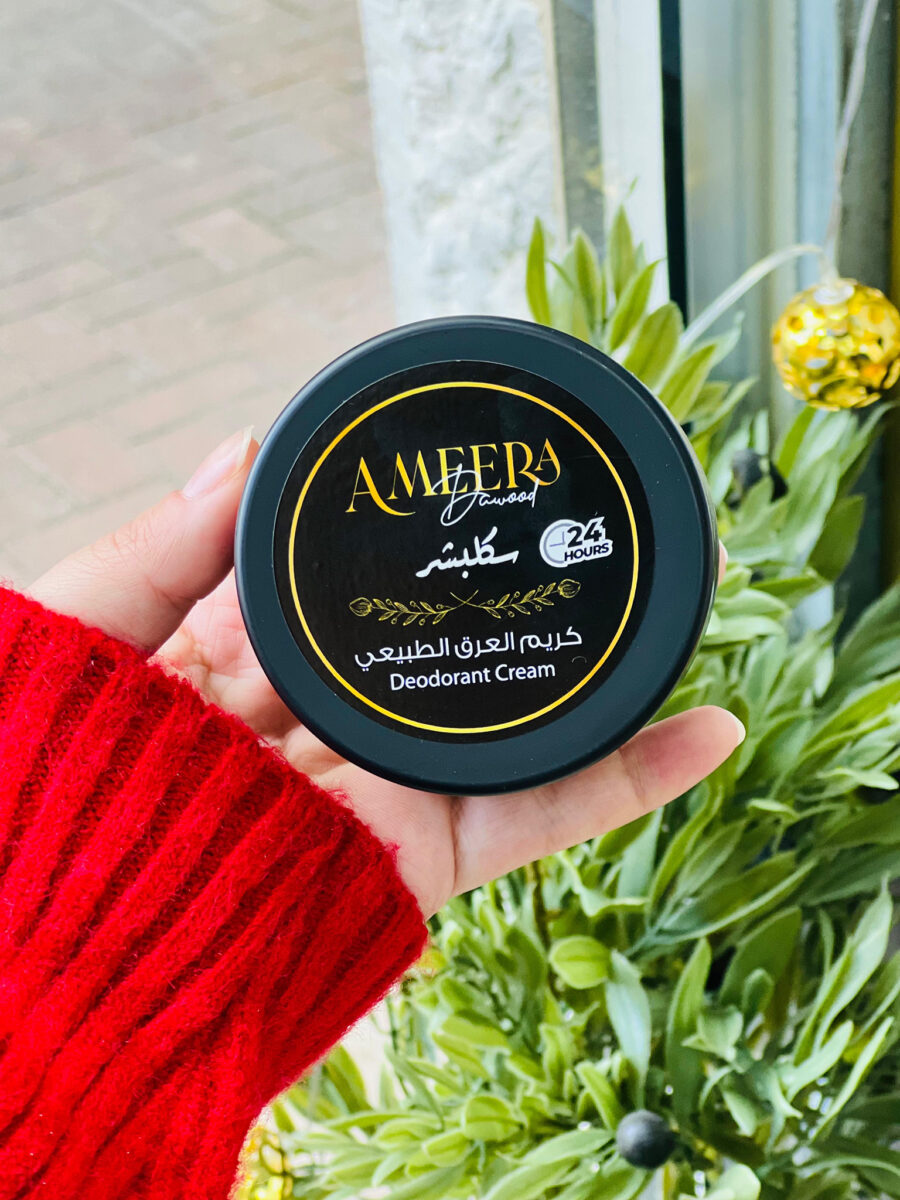 AMEERA
Dawood
سكلبشر
24
HOURS
كريم العرق الطبيعي
Deodorant Cream